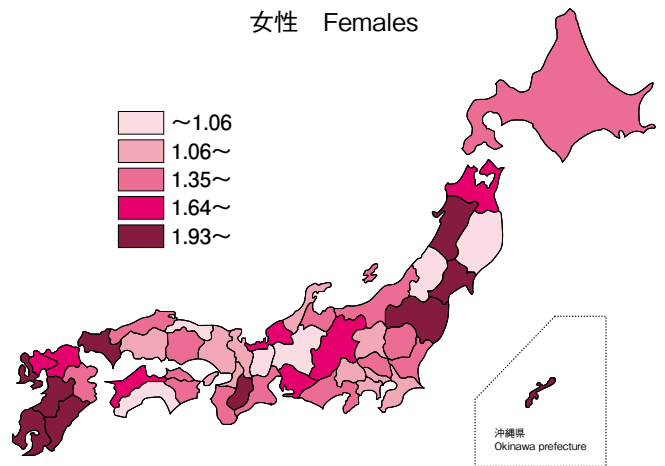 女性　Females
～1.06
1.06～
1.35～
1.64～
1.93～
沖縄県
Okinawa prefecture